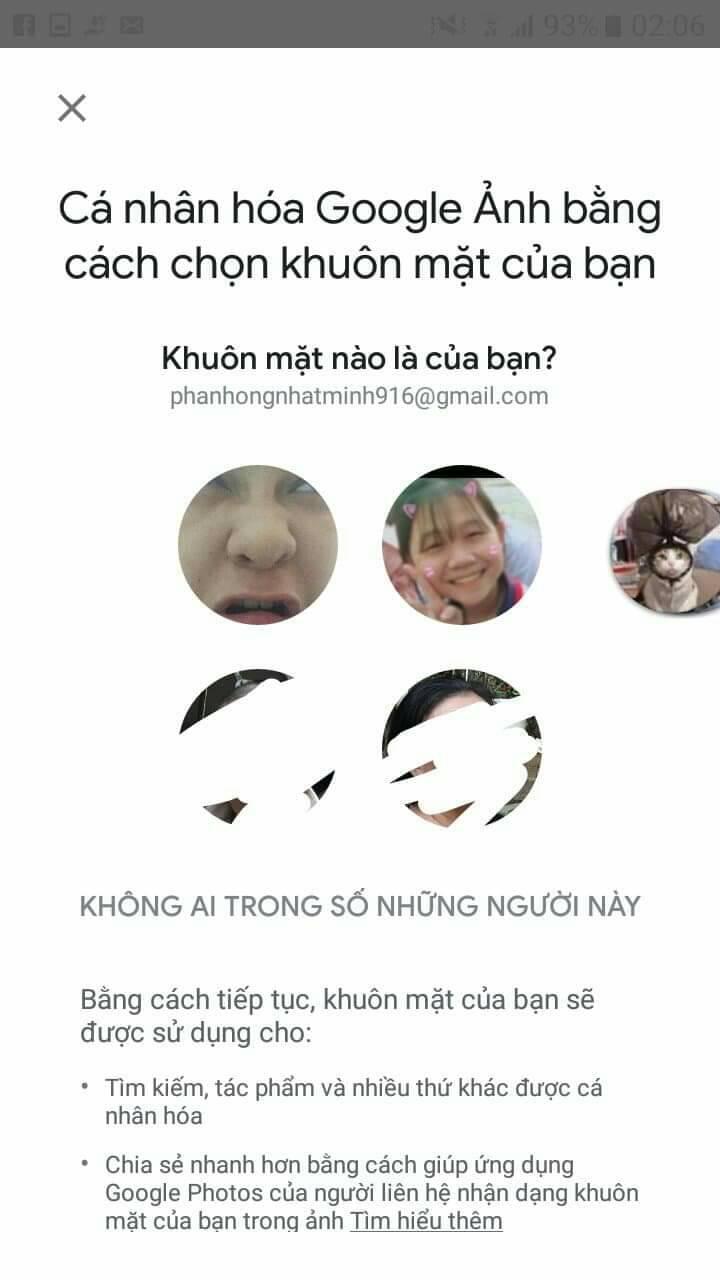 93% 02:06
Cá nhân hóa Google Ảnh bằng
cách chọn khuôn mặt của bạn
Khuôn mặt nào là của bạn?
phanhongnhatminh916@gmail.com
KHÔNG AI TRONG SỐ NHỮNG NGƯỜI NÀY
Bằng cách tiếp tục, khuôn mặt của bạn sẽ
được sử dụng cho:
• Tìm kiếm, tác phẩm và nhiều thứ khác được cá
nhân hóa
• Chia sẻ nhanh hơn bằng cách giúp ứng dụng
Google Photos của người liên hệ nhận dạng khuôn
mặt của bạn trong ảnh Tìm hiểu thêm